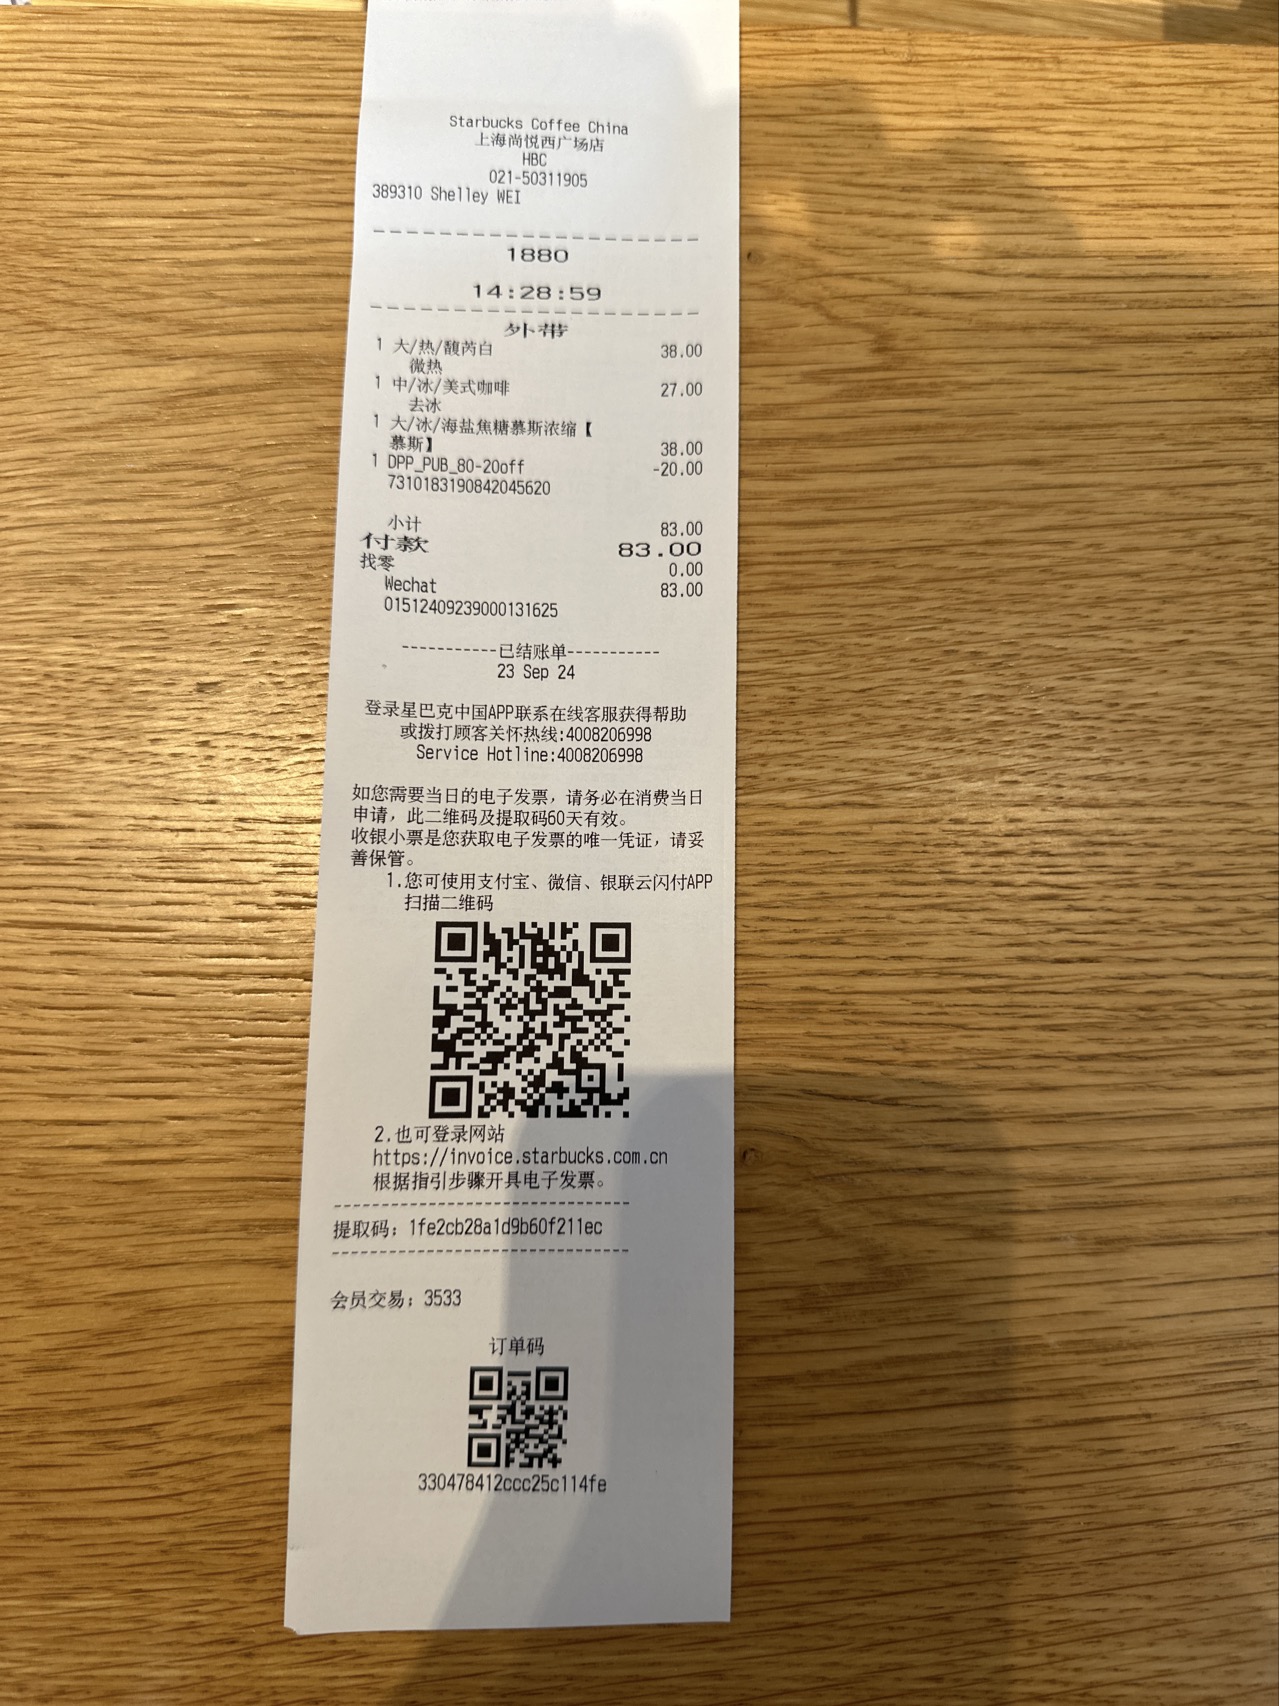 Starbucks Coffee China
上海尚悦西广场店
HBC
021-50311905
389310 Shelley WEI
1880
14:28:59
外带
1 大/热/馥芮白 38.00
微热
1 中/冰/美式咖啡 27.00
去冰
1 大/冰/海盐焦糖慕斯浓缩【
慕斯】 38.00
1 DPP_PUB_80-20off -20.00
7310183190842045620
小计 83.00
付款 83.00
找零 0.00
Wechat 83.00
01512409239000131625
-----------已结账单-----------
23 Sep 24
登录星巴克中国APP联系在线客服获得帮助
或拨打顾客关怀热线:4008206998
Service Hotline:4008206998
如您需要当日的电子发票，请务必在消费当日
申请，此二维码及提取码60天有效。
收银小票是您获取电子发票的唯一凭证，请妥
善保管。
1.您可使用支付宝、微信、银联云闪付APP
扫描二维码
2.也可登录网站
https://invoice.starbucks.com.cn
根据指引步骤开具电子发票。
提取码：1fe2cb28a1d9b60f211ec
会员交易：3533
订单码
330478412ccc25c114fe